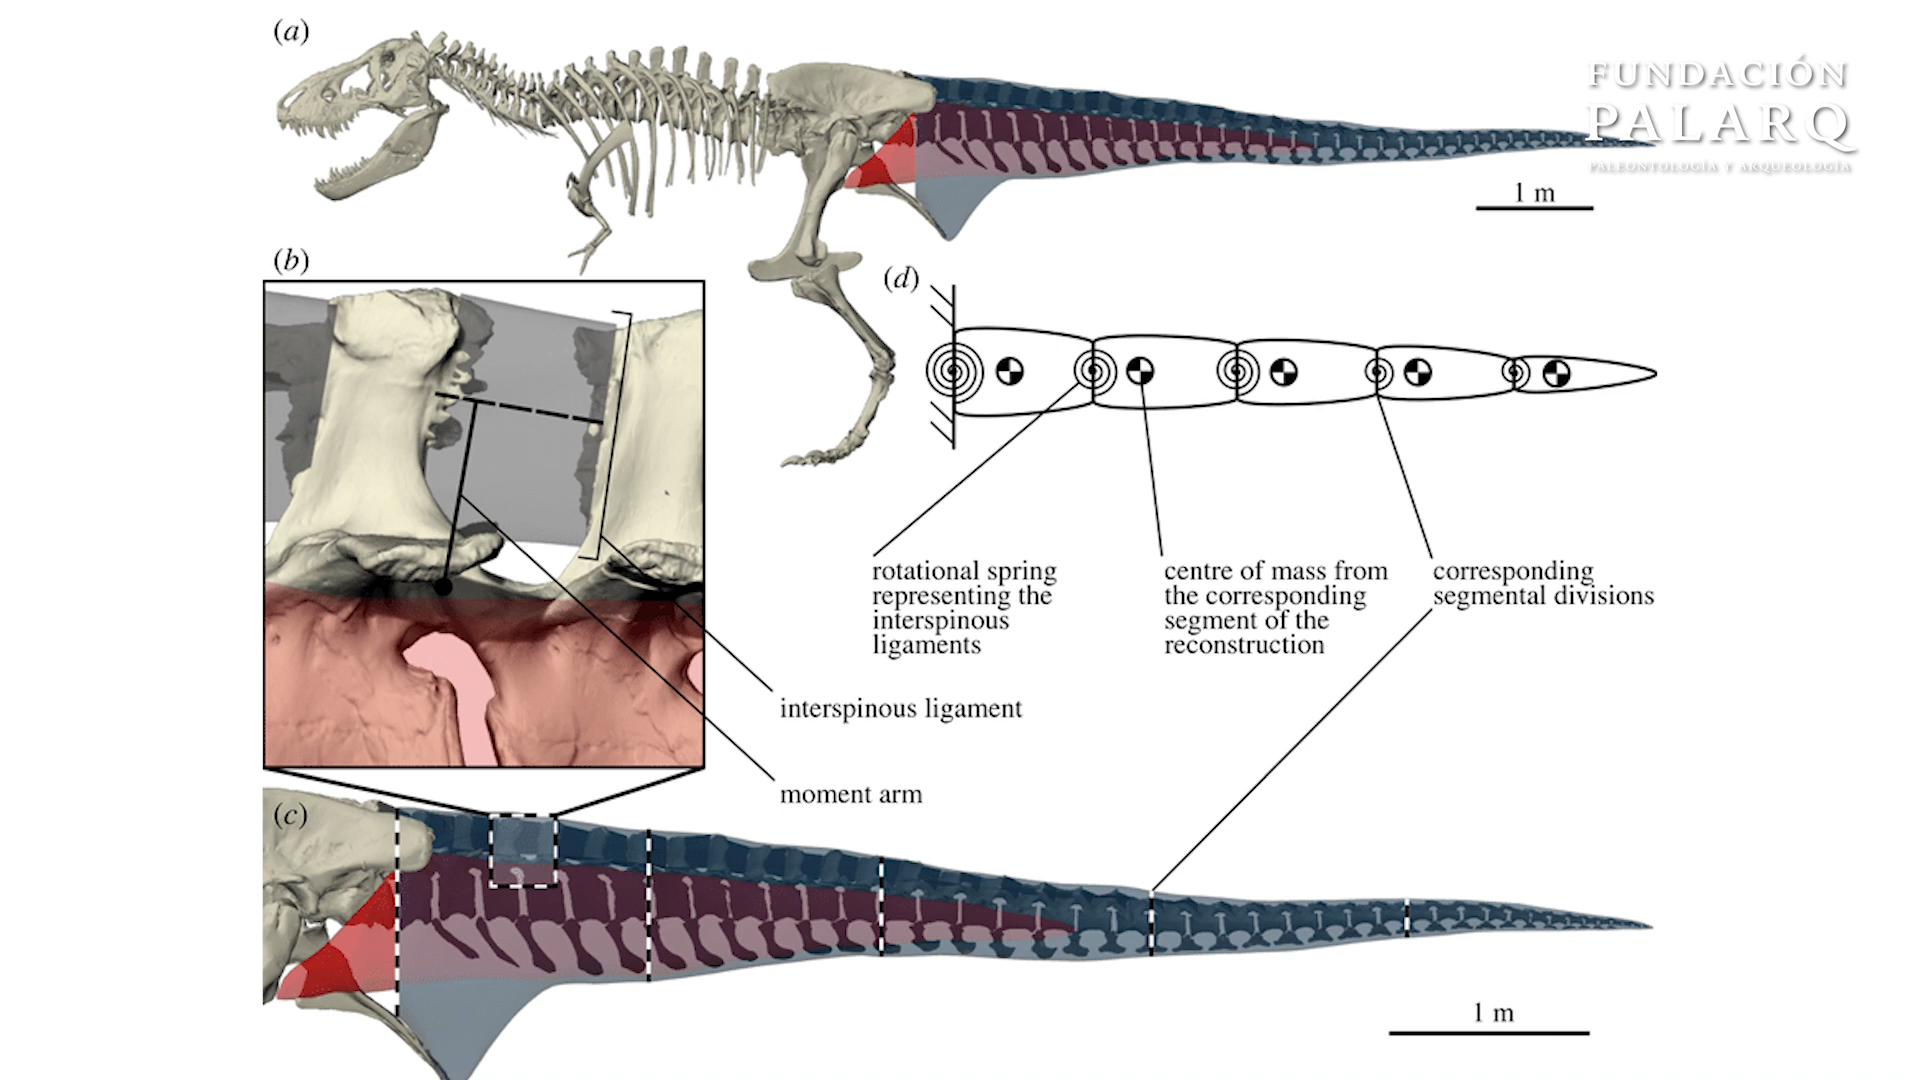 (a)
FUNDACIÓN
PALARQ
PALEONTOLOGÍA Y ARQUEOLOGÍA
1 m
(b)
(d)
rotational spring
representing the
interspinous
ligaments
centre of mass from
the corresponding
segment of the
reconstruction
corresponding
segmental divisions
interspinous ligament
moment arm
(c)
1 m